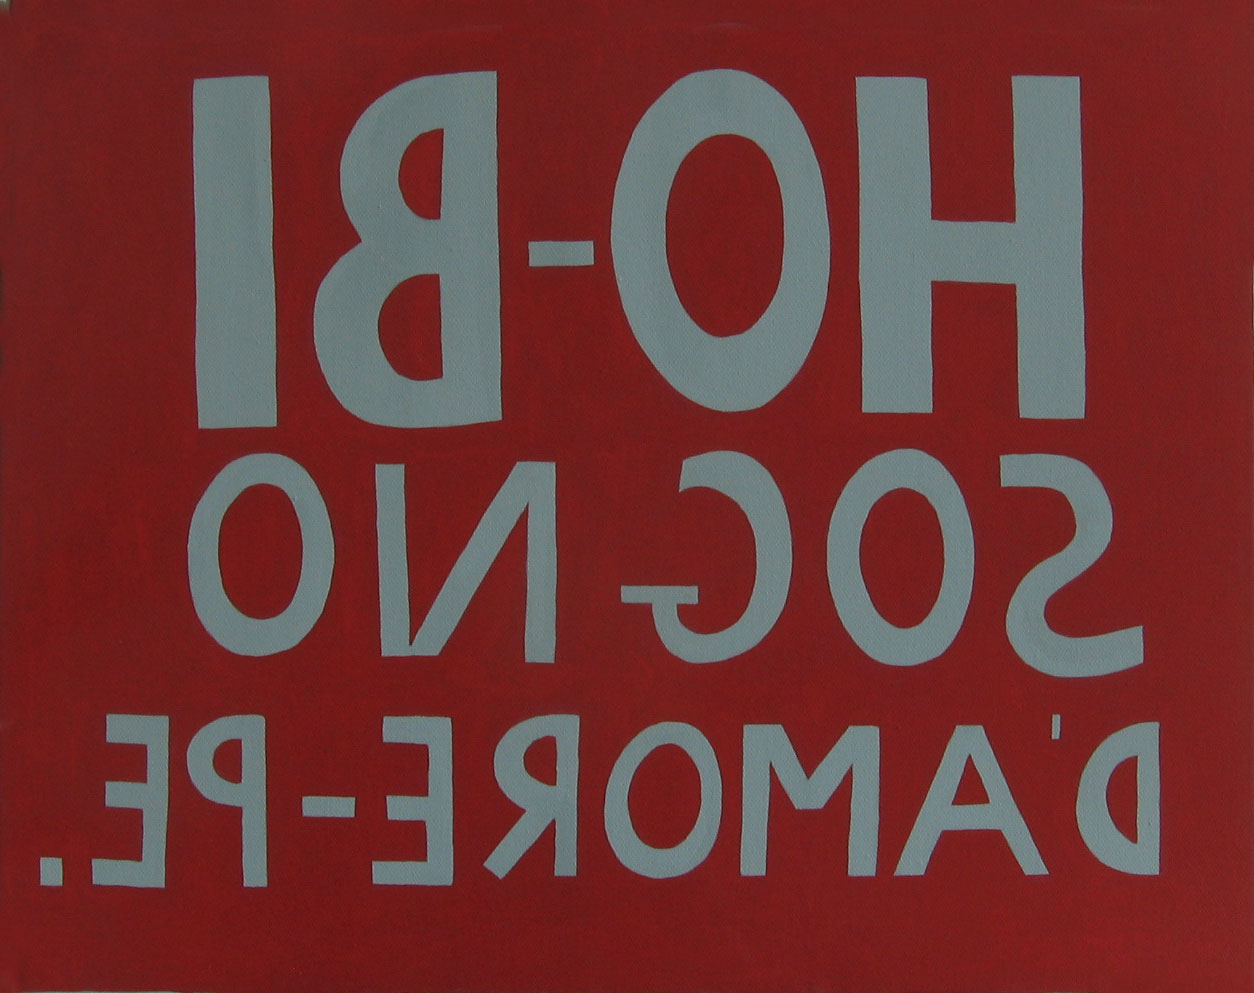 HO-BI
SOG NO
D'AMORE-PE.